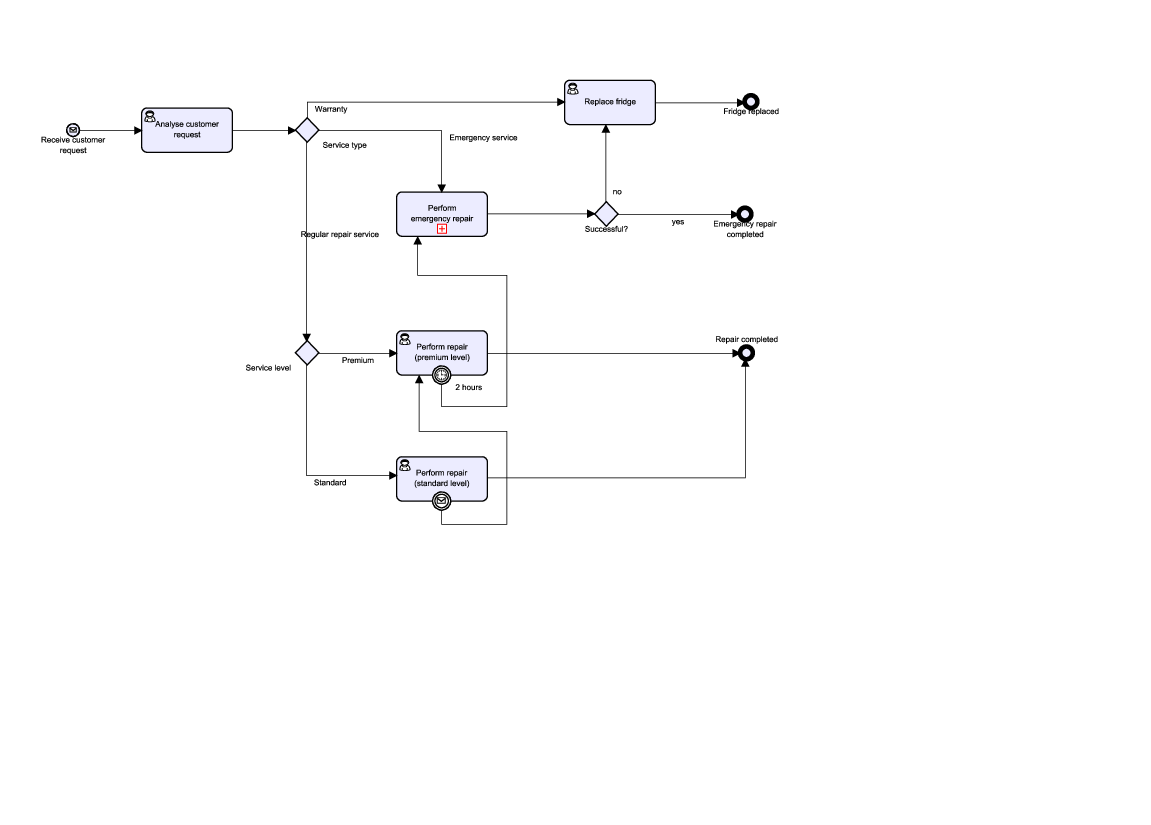 Warranty
Replace fridge
Fridge replaced
Analyse customer
request
Receive customer
request
Service type
Emergency service
no
Perform
emergency repair
Successful?
yes
Emergency repair
completed
Regular repair service
Repair completed
Perform repair
(premium level)
Premium
Service level
2 hours
Perform repair
(standard level)
Standard